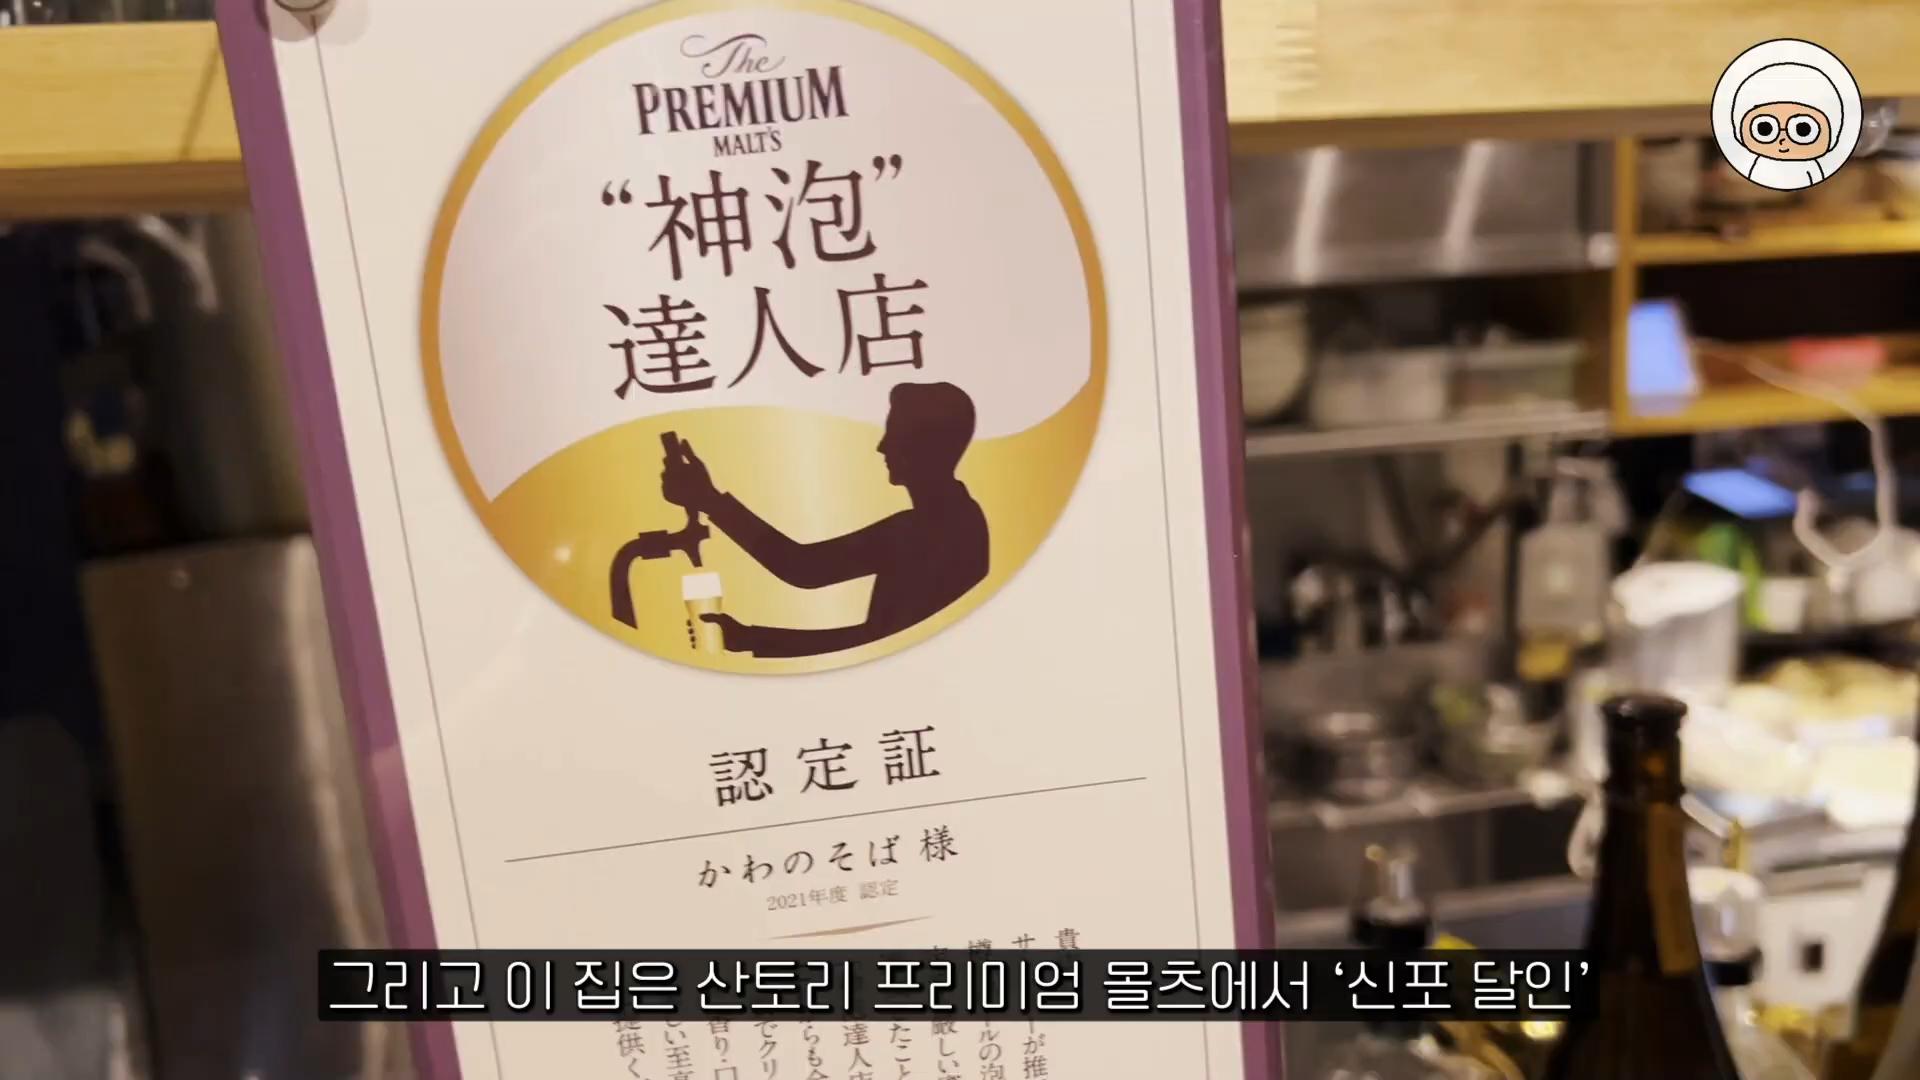 The
PREMIUM
MALT'S
“神泡”
達人店
認定証
かわのそば 様
2021年度 認定
그리고 이 집은 산토리 프리미엄 몰츠에서 ‘신포 달인’